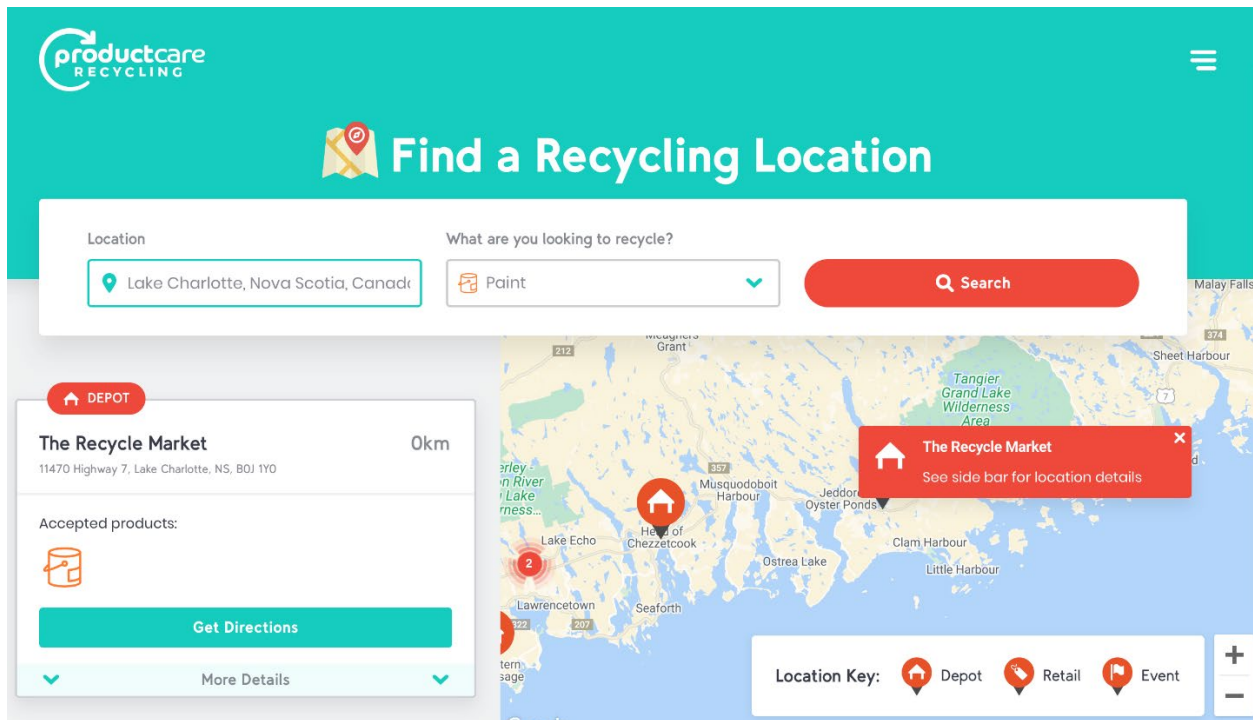 productcare
RECYCLING
Find a Recycling Location
Location
What are you looking to recycle?
Lake Charlotte, Nova Scotia, Canad
Paint
Search
DEPOT
The Recycle Market
0km
11470 Highway 7, Lake Charlotte, NS, B0J 1Y0
Accepted products:
Get Directions
More Details
Malay Falls
374
Sheet Harbour
7
212
Grant
Tangier
Grand Lake
Wilderness
Area
The Recycle Market
See side bar for location details
357
Musquodoboit
Harbour
Oyster Ponds
Lake
Head of
Chezzetcook
Lake Echo
2
Ostrea Lake
Clam Harbour
Little Harbour
Lawrencetown
Seaforth
322
207
Location Key:
Depot
Retail
Event
+
−